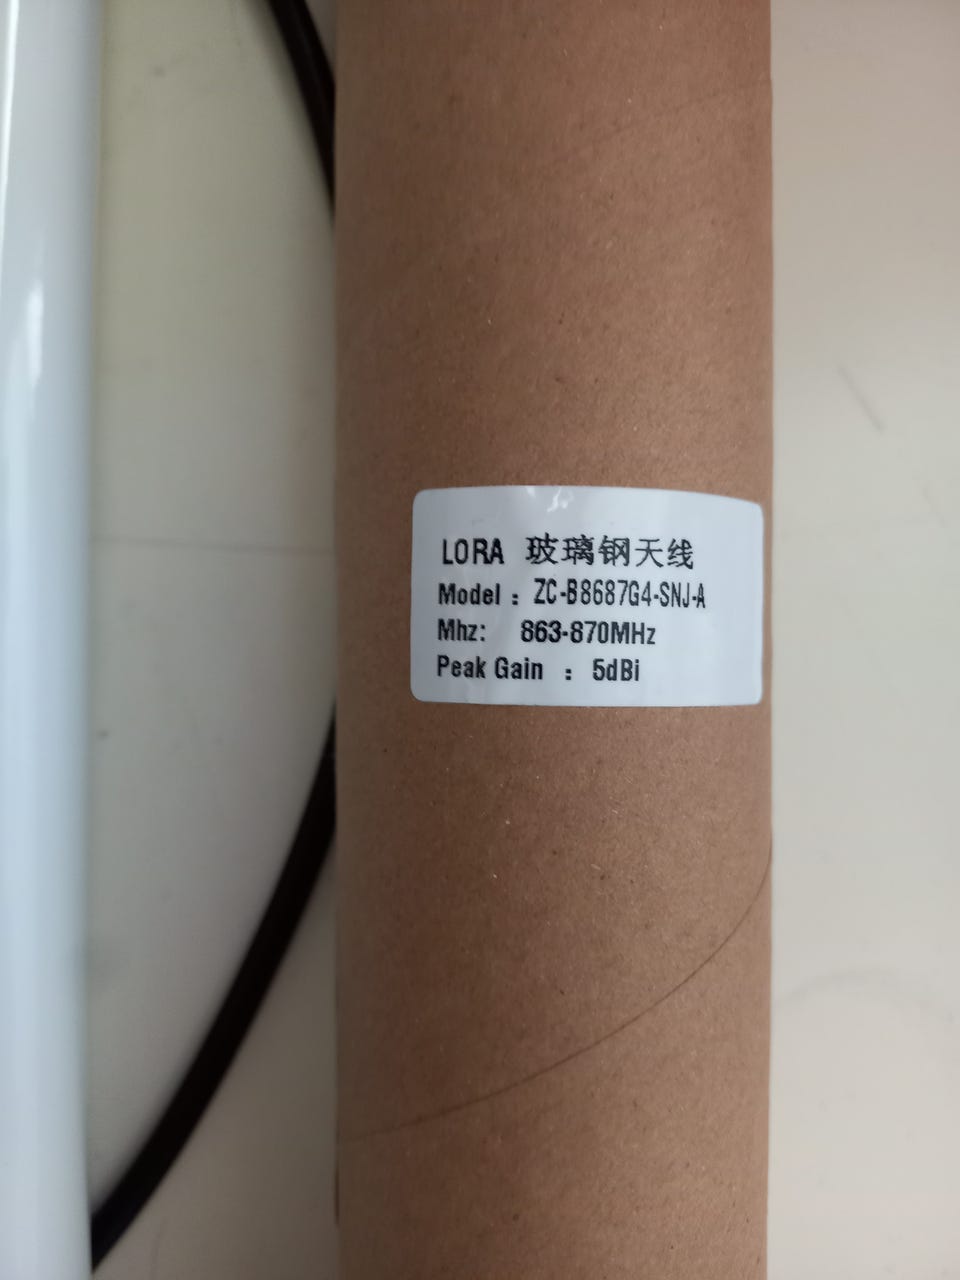 LORA 玻璃钢天线
Model : ZC-B8687G4-SNJ-A
Mhz: 863-870MHz
Peak Gain : 5dBi